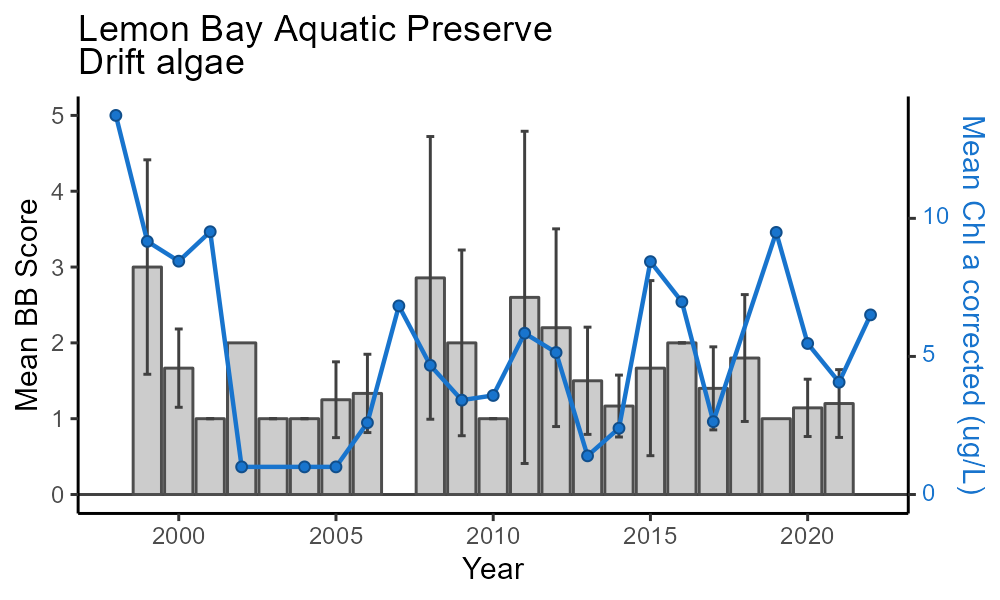 Lemon Bay Aquatic Preserve
Drift algae
5
4
3
2
1
0
Mean BB Score
10
5
0
Mean Chl a corrected (ug/L)
2000 2005 2010 2015 2020
Year